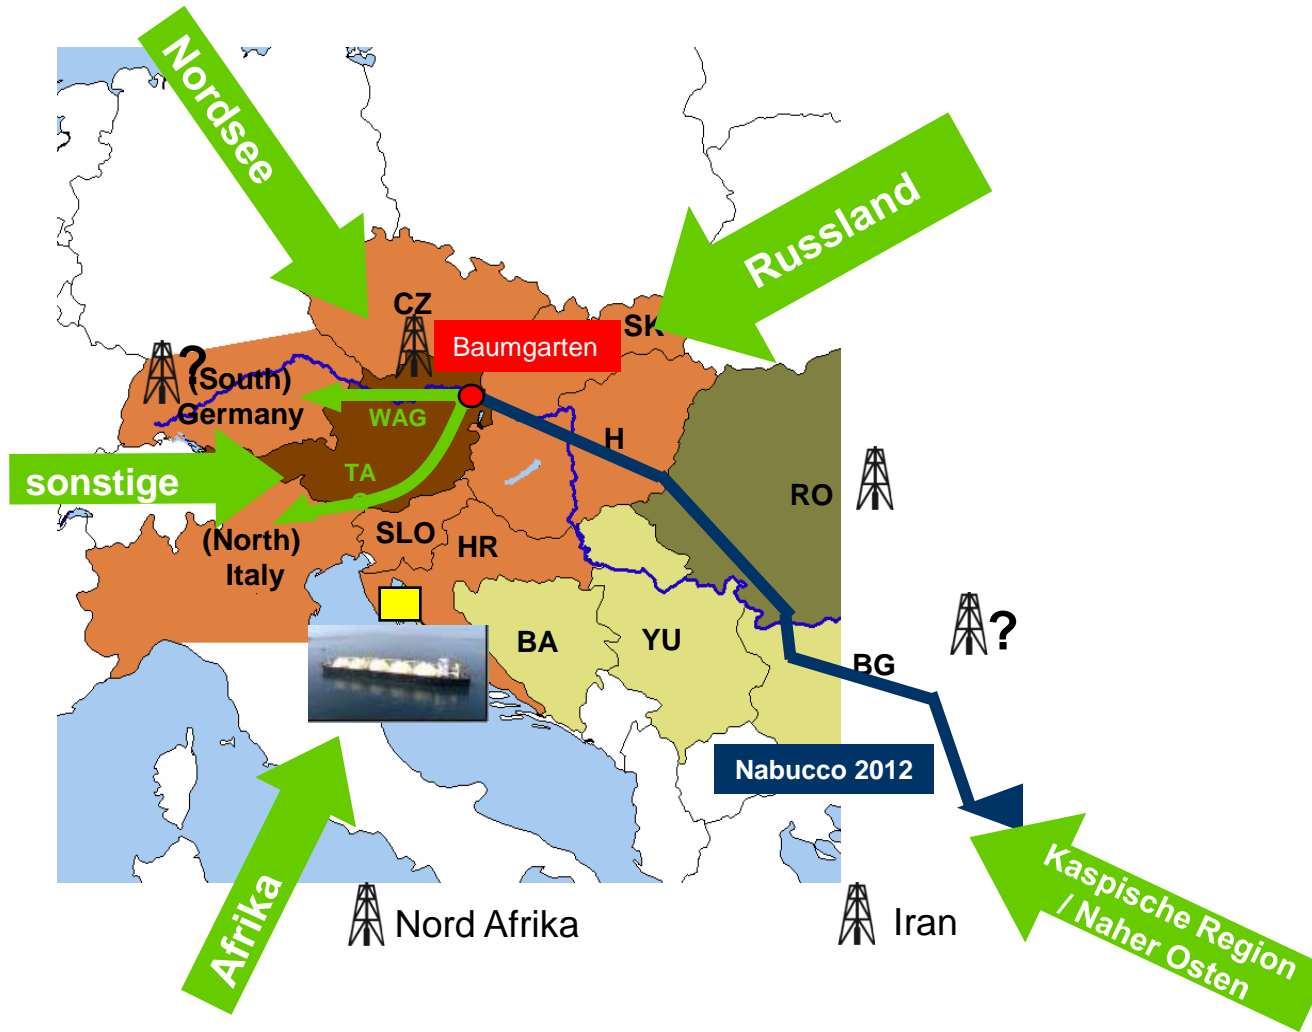 Nordsee
Russland
CZ
SK
Baumgarten
?
(South)
Germany
WAG
H
sonstige
TA
G
RO
(North)
Italy
SLO
HR
BA
YU
?
BG
Nabucco 2012
Afrika
Nord Afrika
Iran
Kaspische Region
/ Naher Osten